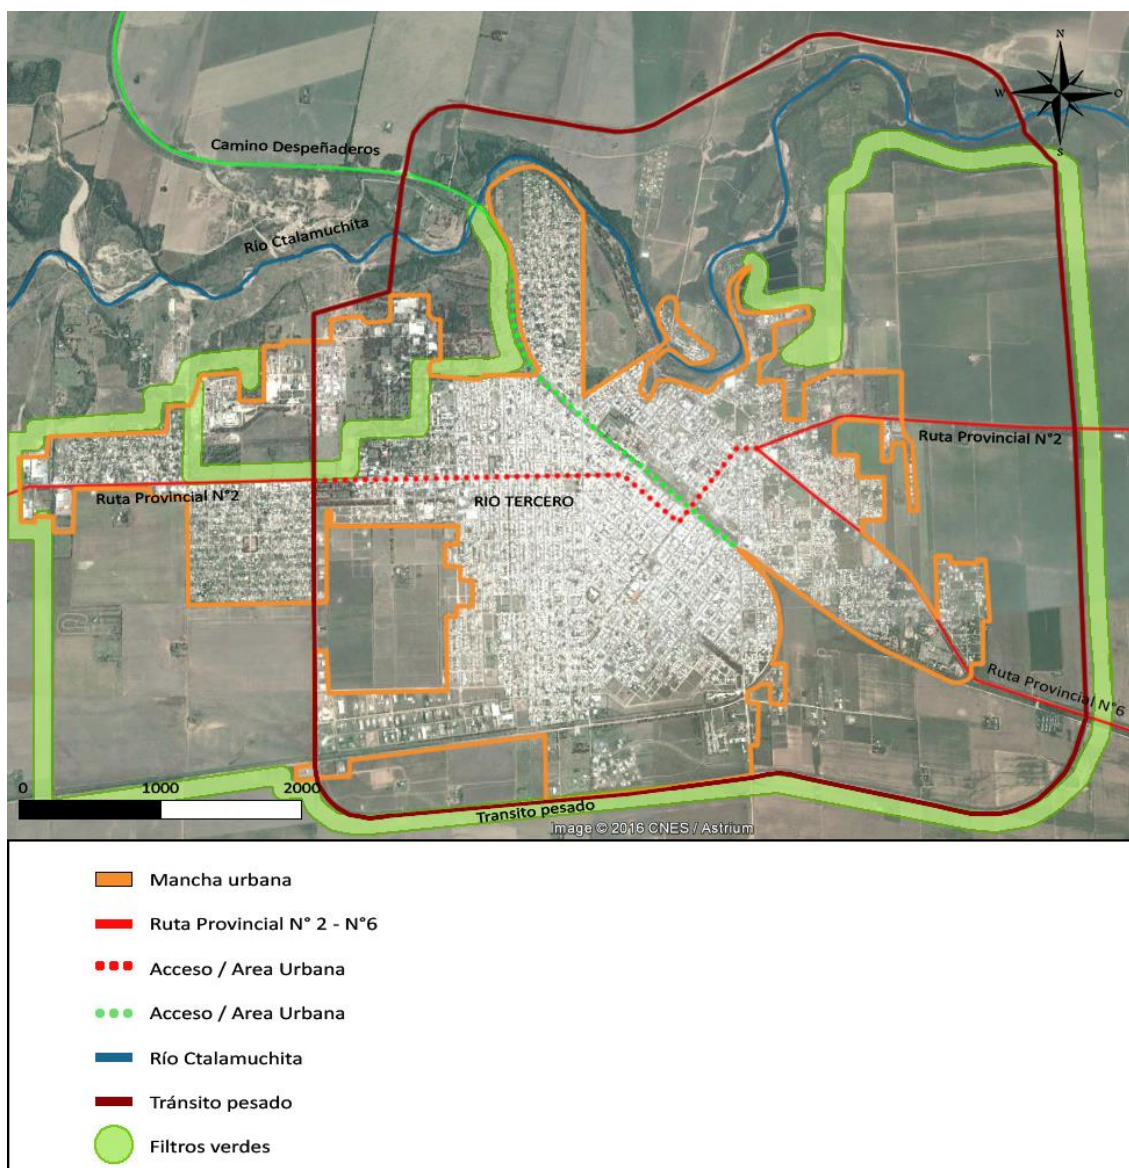 N
W O
S
Camino Despeñaderos
Río Ctalamuchita
Ruta Provincial N°2
Ruta Provincial N°2
RIO TERCERO
Ruta Provincial N°6
0 1000 2000
Transito pesado
Image © 2016 CNES / Astrium
Mancha urbana
Ruta Provincial N° 2 - N°6
Acceso / Area Urbana
Acceso / Area Urbana
Río Ctalamuchita
Tránsito pesado
Filtros verdes